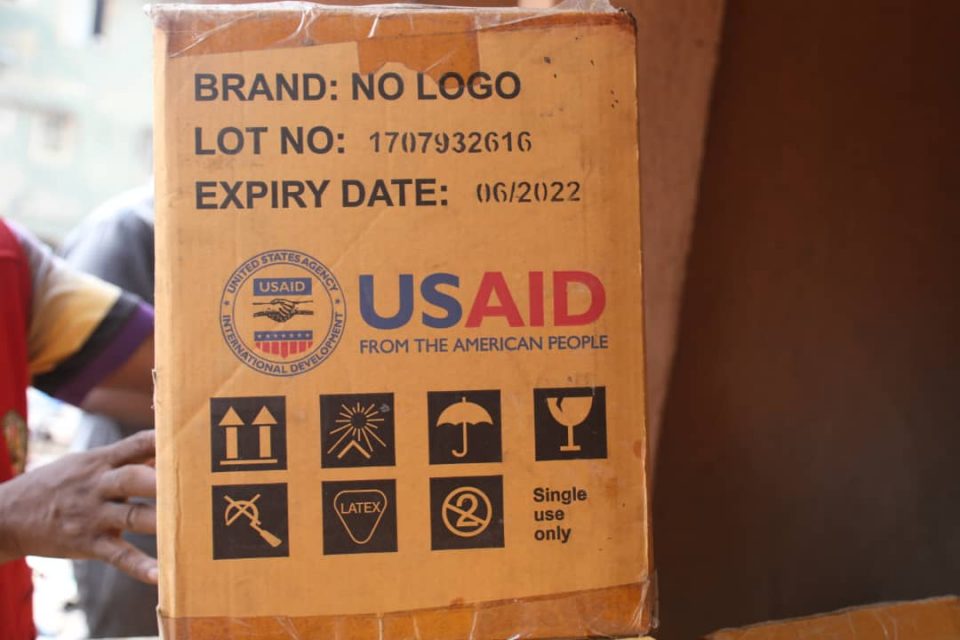 BRAND: NO LOGO
LOT NO: 1707932616
EXPIRY DATE: 06/2022
UNITED STATES AGENCY
USAID
INTERNATIONAL DEVELOPMENT
USAID
FROM THE AMERICAN PEOPLE
LATEX
2
Single
use
only